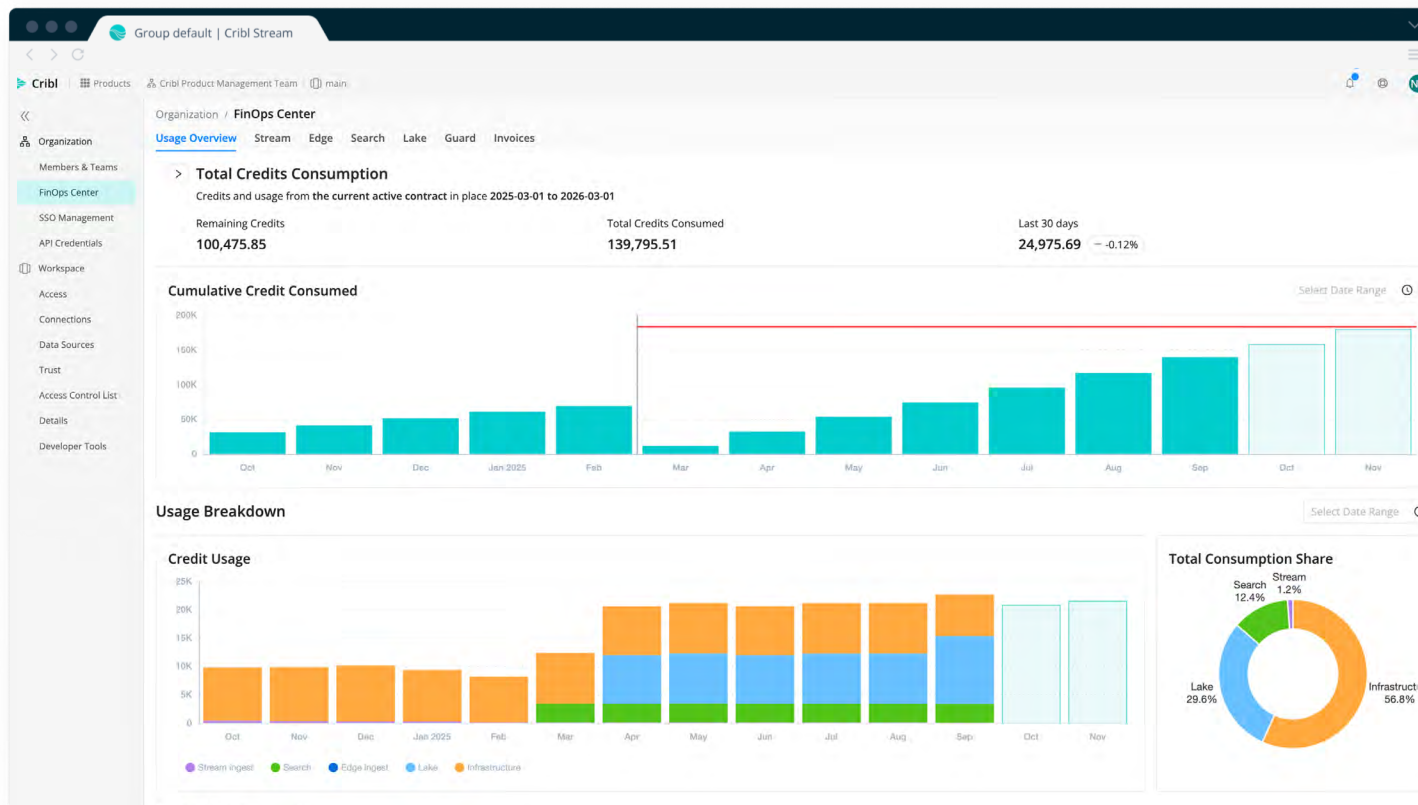 Group default | Cribl Stream
Cribl Products Cribl Product Management Team main
Organization / FinOps Center
Usage Overview Stream Edge Search Lake Guard Invoices
Organization
Members & Teams
FinOps Center
SSO Management
API Credentials
Workspace
Access
Connections
Data Sources
Trust
Access Control List
Details
Developer Tools
Total Credits Consumption
Credits and usage from the current active contract in place 2025-03-01 to 2026-03-01
Remaining Credits Total Credits Consumed Last 30 days
100,475.85 139,795.51 24,975.69 -0.12%
Cumulative Credit Consumed
Select Date Range
200K
150K
100K
50K
0
Oct Nov Dec Jan 2025 Feb Mar Apr May Jun Jul Aug Sep Oct Nov
Usage Breakdown
Select Date Range
Credit Usage
25K
20K
15K
10K
5K
0
Oct Nov Dec Jan 2025 Feb Mar Apr May Jun Jul Aug Sep Oct Nov
Stream Ingest Search Edge Ingest Lake Infrastructure
Total Consumption Share
Stream
1.2%
Search
12.4%
Lake
29.6%
Infrastruct
56.8%